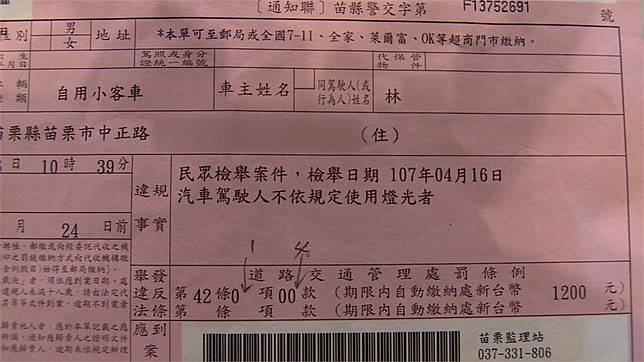 〔通知聯〕苗縣警交字第 F13752691 號
性別 男 女 地址 *本單可至郵局或全國7-11、全家、萊爾富、OK等超商門市繳納。
駕照或身分證統一編號 代保管物件
自用小客車 車主姓名 同駕駛人(或行為人)姓名 林
苗栗縣苗栗市中正路 (住)
日 10 時 39 分
違規事實
民眾檢舉案件，檢舉日期 107年04月16日
汽車駕駛人不依規定使用燈光者
月 24 日前
1
舉發違反法條
道路交通管理處罰條例
第 42 條 0 項 00 款 (期限內自動繳納處新台幣 1200 元)
第 條 項 款 (期限內自動繳納處新台幣 元)
應到案
苗栗監理站
037-331-806